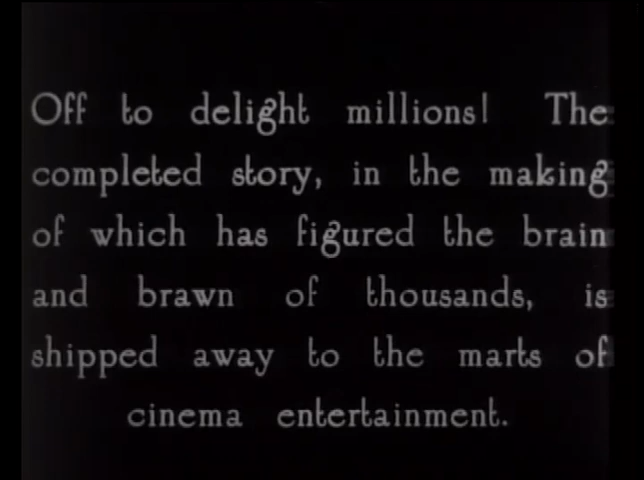 Off to delight millions! The
completed story, in the making
of which has figured the brain
and brawn of thousands, is
shipped away to the marts of
cinema entertainment.